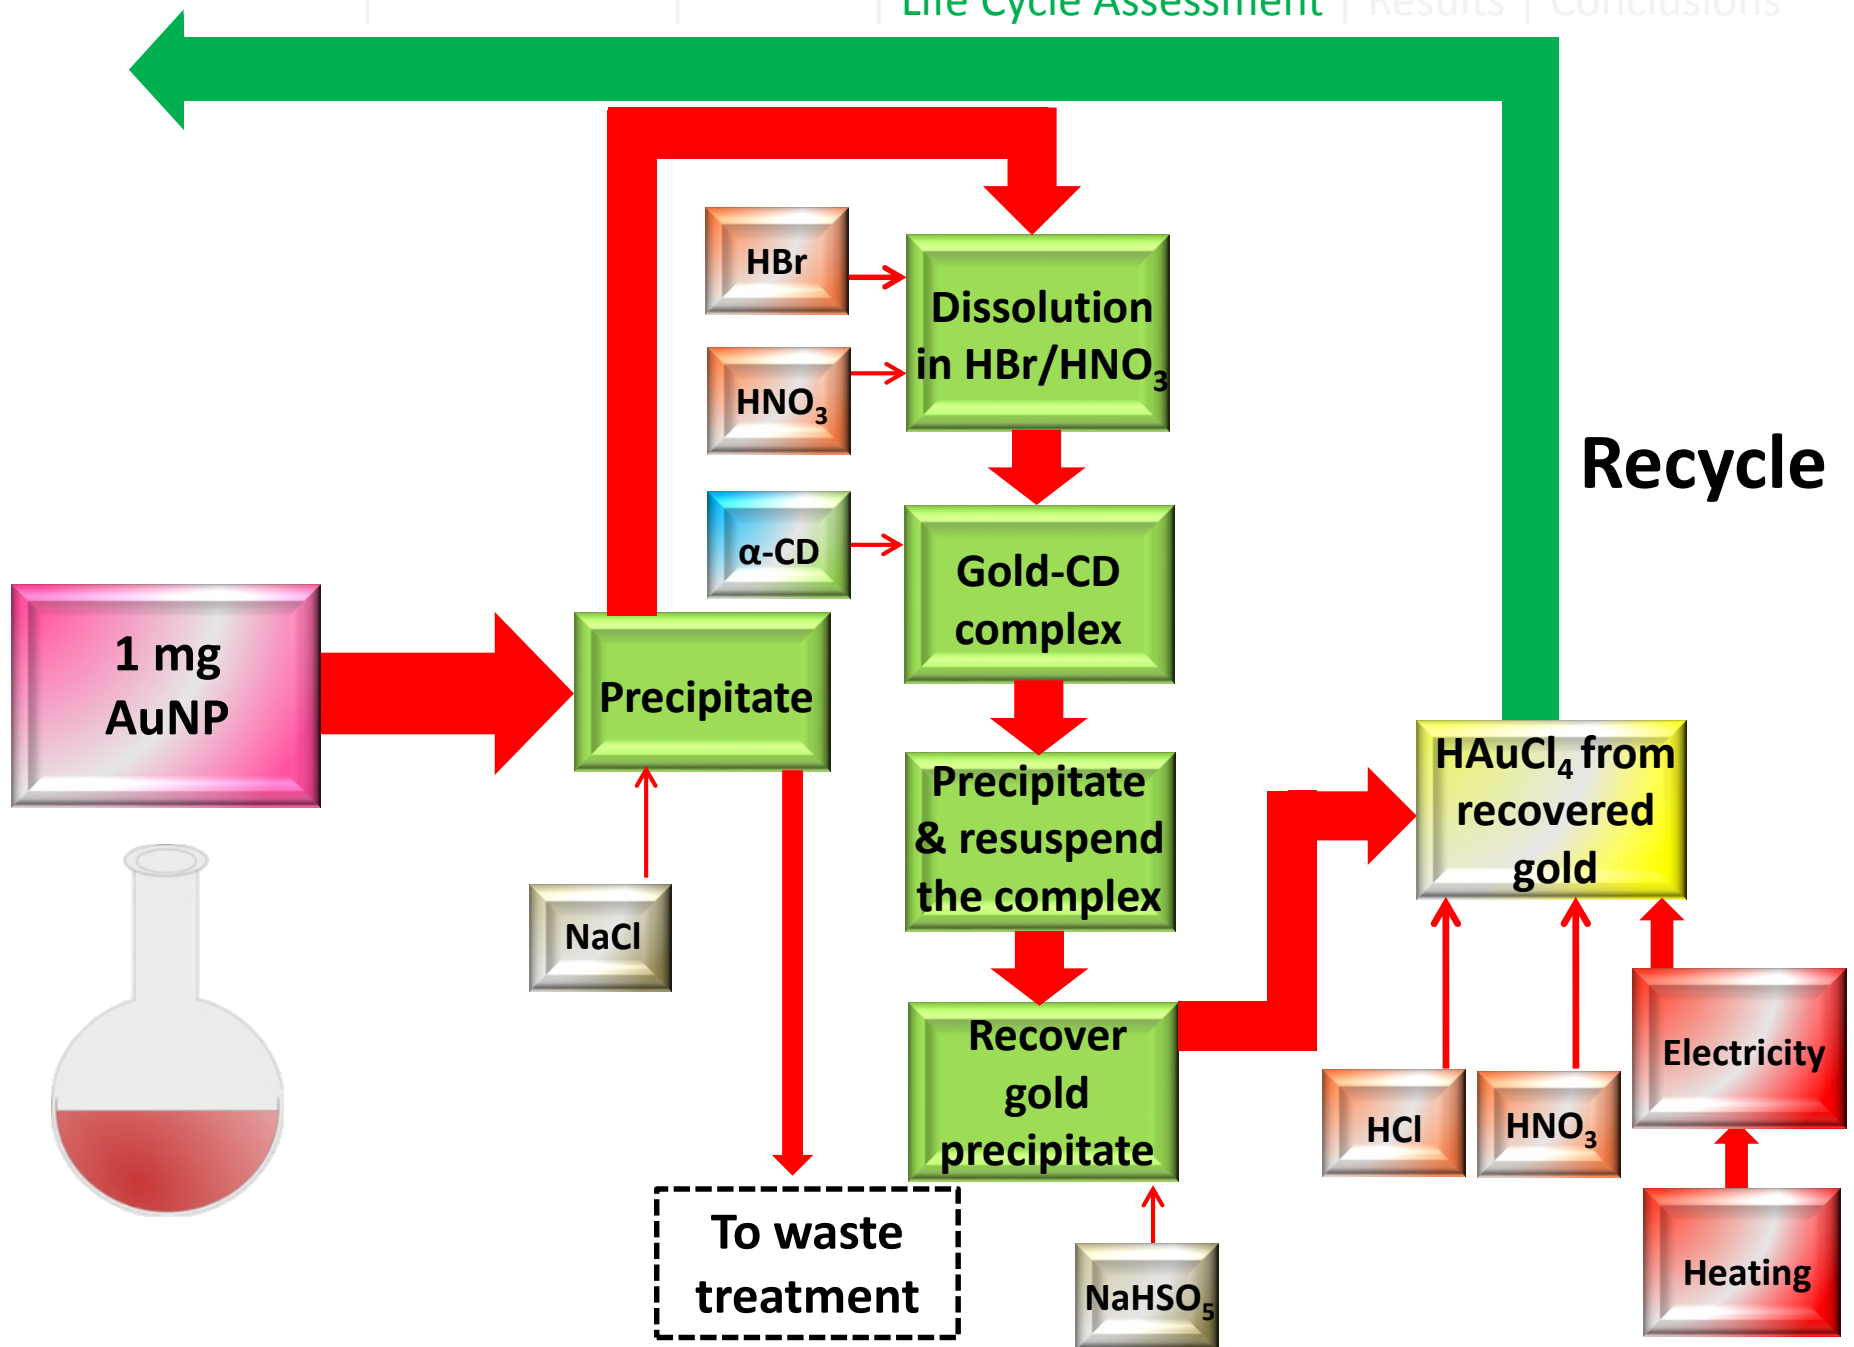 Life Cycle Assessment | Results | Conclusions
HBr
Dissolution
in HBr/HNO₃
HNO₃
α-CD
Gold-CD
complex
Recycle
1 mg
AuNP
Precipitate
Precipitate
& resuspend
the complex
HAuCl₄ from
recovered
gold
NaCl
Recover
gold
precipitate
Electricity
HCl
HNO₃
To waste
treatment
NaHSO₅
Heating